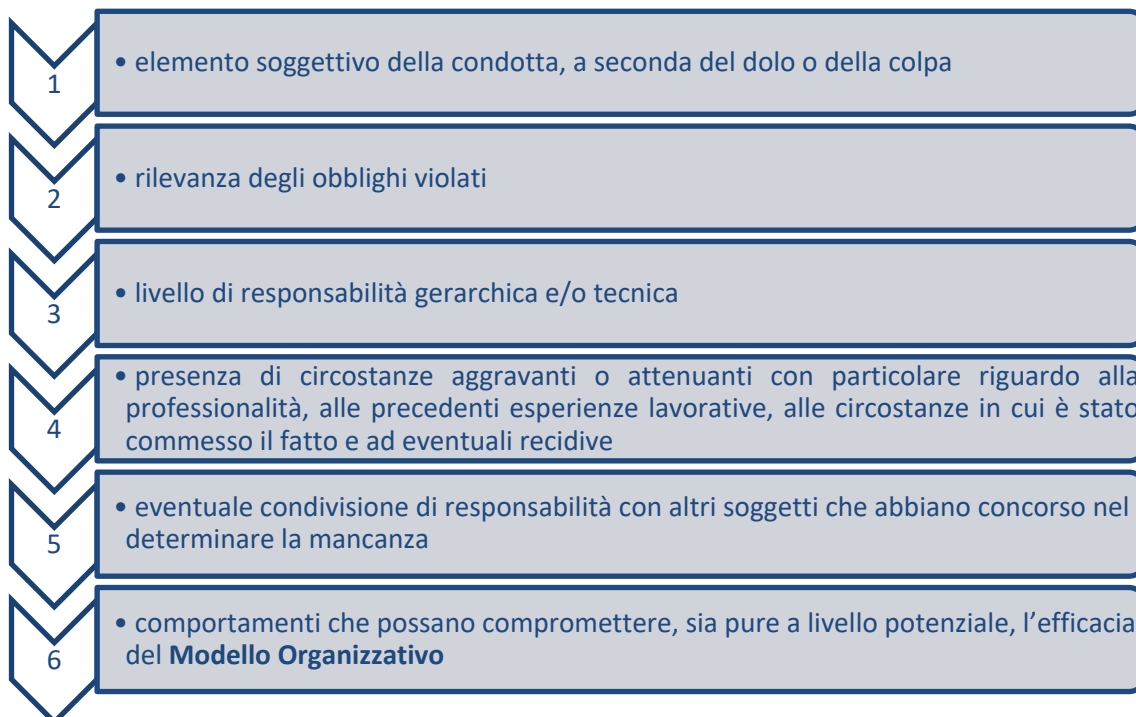 1
• elemento soggettivo della condotta, a seconda del dolo o della colpa
2
• rilevanza degli obblighi violati
3
• livello di responsabilità gerarchica e/o tecnica
4
• presenza di circostanze aggravanti o attenuanti con particolare riguardo alla
professionalità, alle precedenti esperienze lavorative, alle circostanze in cui è stato
commesso il fatto e ad eventuali recidive
5
• eventuale condivisione di responsabilità con altri soggetti che abbiano concorso nel
determinare la mancanza
6
• comportamenti che possano compromettere, sia pure a livello potenziale, l’efficacia
del Modello Organizzativo